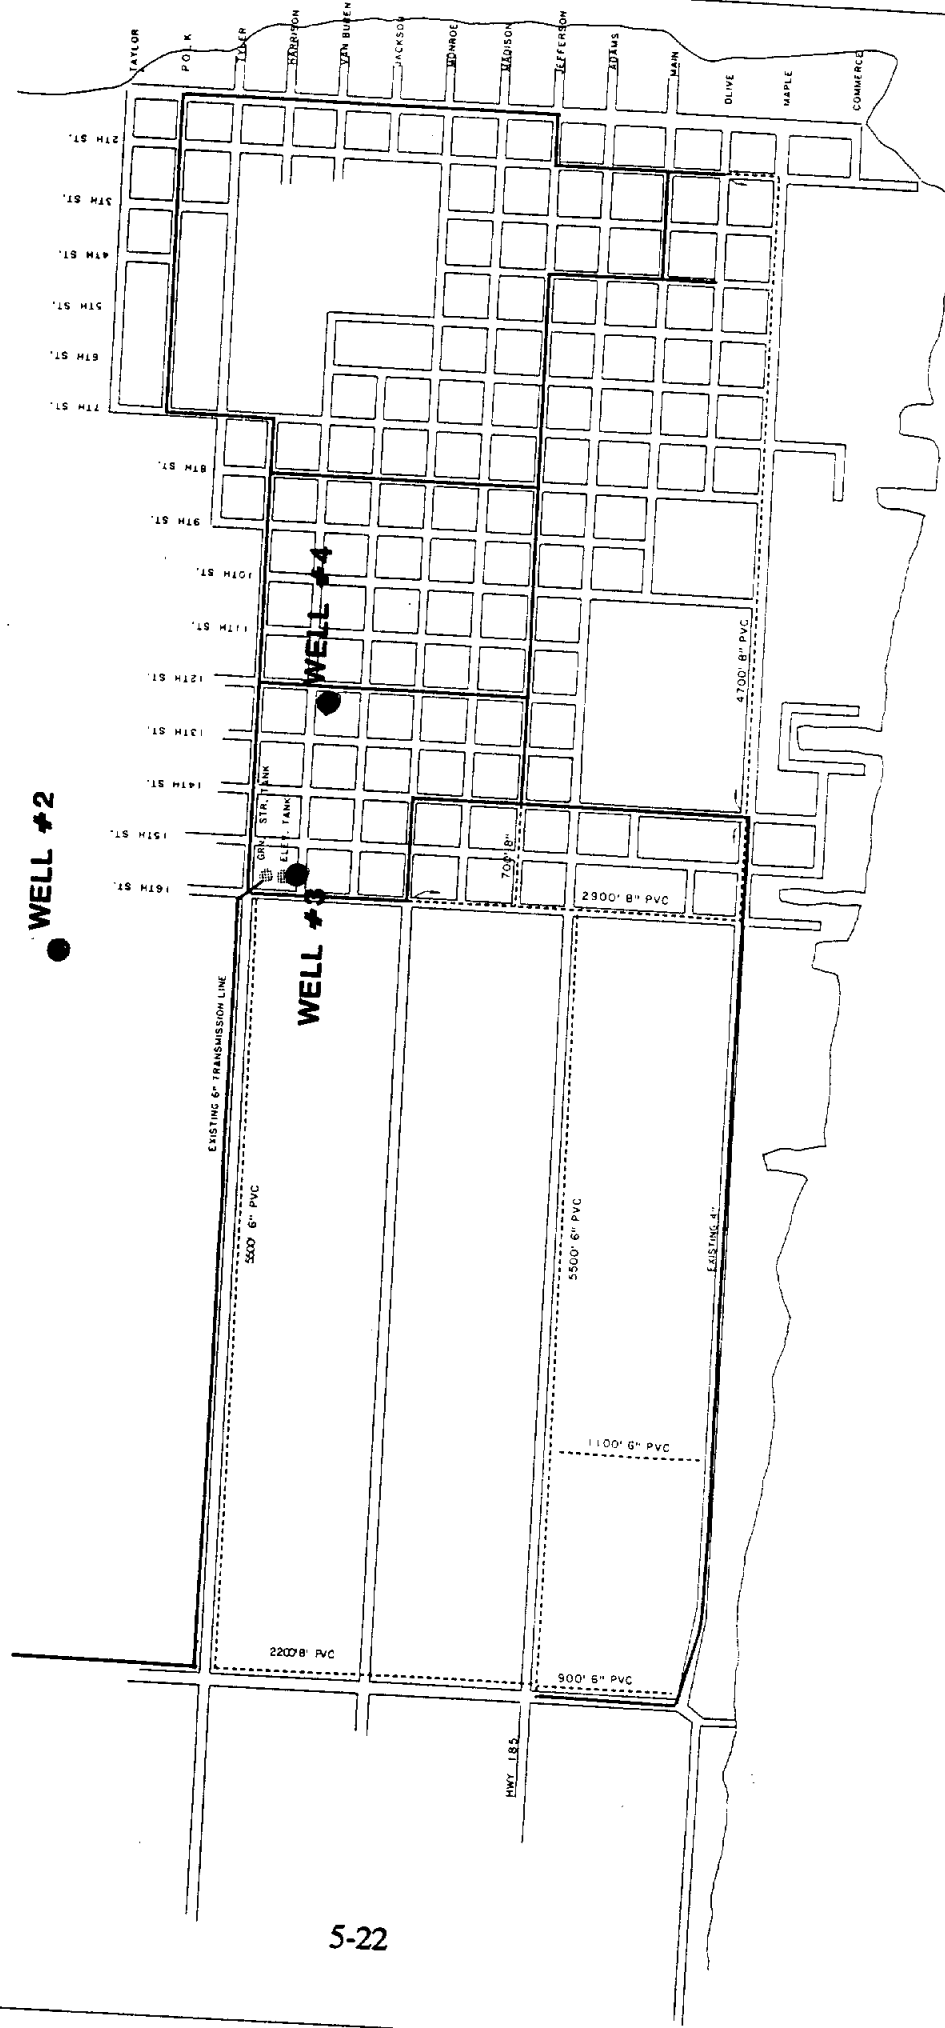 TAYLOR
POLK
TYLER
HARRISON
VAN BUREN
JACKSON
MONROE
MADISON
JEFFERSON
ADAMS
MAIN
OLIVE
MAPLE
COMMERCE
2TH ST.
3TH ST.
4TH ST.
5TH ST.
6TH ST.
7TH ST.
8TH ST.
9TH ST.
10TH ST.
11TH ST.
12TH ST.
13TH ST.
14TH ST.
15TH ST.
16TH ST.
WELL #4
WELL #2
WELL #3
GRN. STR. TANK
ELEV. TANK
4700' 8" PVC
700' 8"
2900' 8" PVC
EXISTING 6" TRANSMISSION LINE
5500' 6" PVC
5500' 6" PVC
EXISTING 4"
1100' 6" PVC
2200'8' PVC
900' 6" PVC
HWY 185
5-22